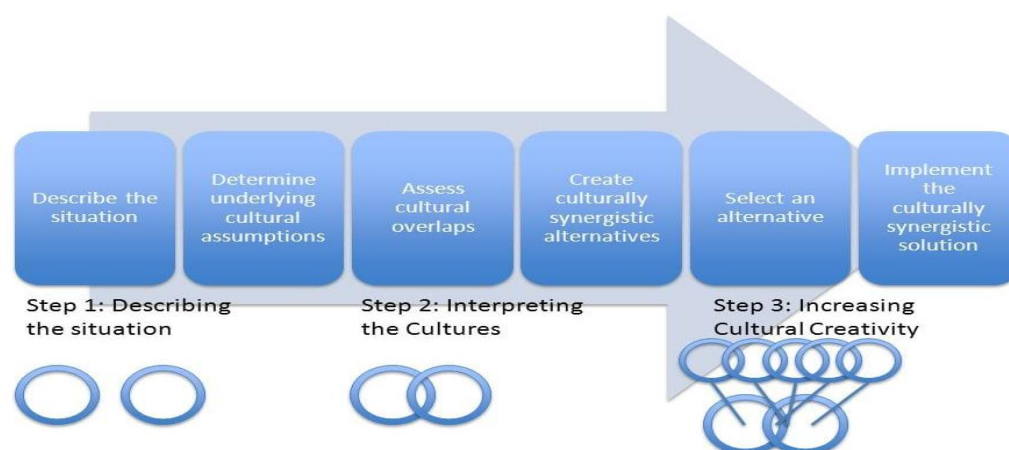 Describe the
situation
Determine
underlying
cultural
assumptions
Assess
cultural
overlaps
Create
culturally
synergistic
alternatives
Select an
alternative
Implement
the
culturally
synergistic
solution
Step 1: Describing
the situation
Step 2: Interpreting
the Cultures
Step 3: Increasing
Cultural Creativity